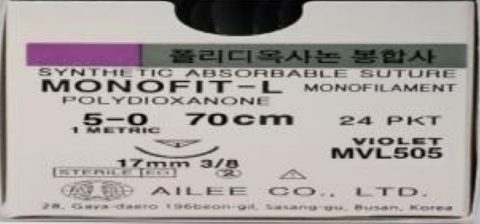 폴리디옥사논 봉합사
SYNTHETIC ABSORBABLE SUTURE
MONOFIT-L MONOFILAMENT
POLYDIOXANONE
5-0 70cm 24 PKT
1 METRIC
VIOLET
17mm 3/8 MVL505
STERILE EO 2
AILEE CO., LTD.
28, Gaya-daero 196beon-gil, Sasang-gu, Busan, Korea